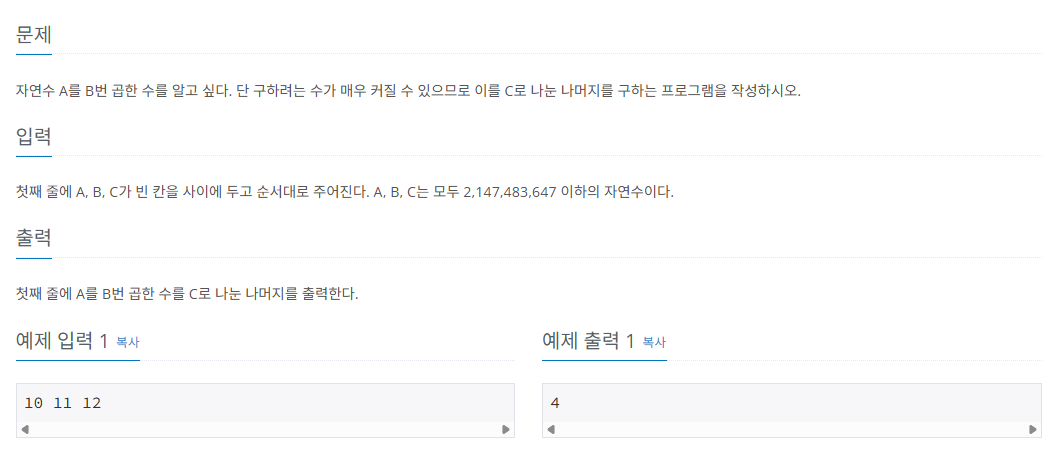 문제
자연수 A를 B번 곱한 수를 알고 싶다. 단 구하려는 수가 매우 커질 수 있으므로 이를 C로 나눈 나머지를 구하는 프로그램을 작성하시오.
입력
첫째 줄에 A, B, C가 빈 칸을 사이에 두고 순서대로 주어진다. A, B, C는 모두 2,147,483,647 이하의 자연수이다.
출력
첫째 줄에 A를 B번 곱한 수를 C로 나눈 나머지를 출력한다.
예제 입력 1 복사
10 11 12
예제 출력 1 복사
4